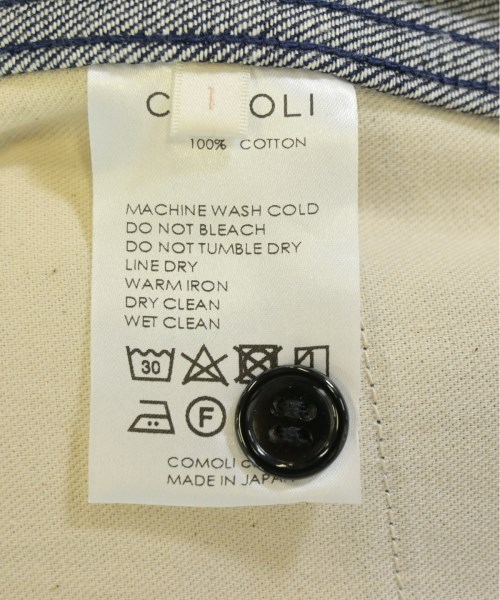 1
100% COTTON
MACHINE WASH COLD
DO NOT BLEACH
DO NOT TUMBLE DRY
LINE DRY
WARM IRON
DRY CLEAN
WET CLEAN
30
F
COMOLI
MADE IN JAPAN